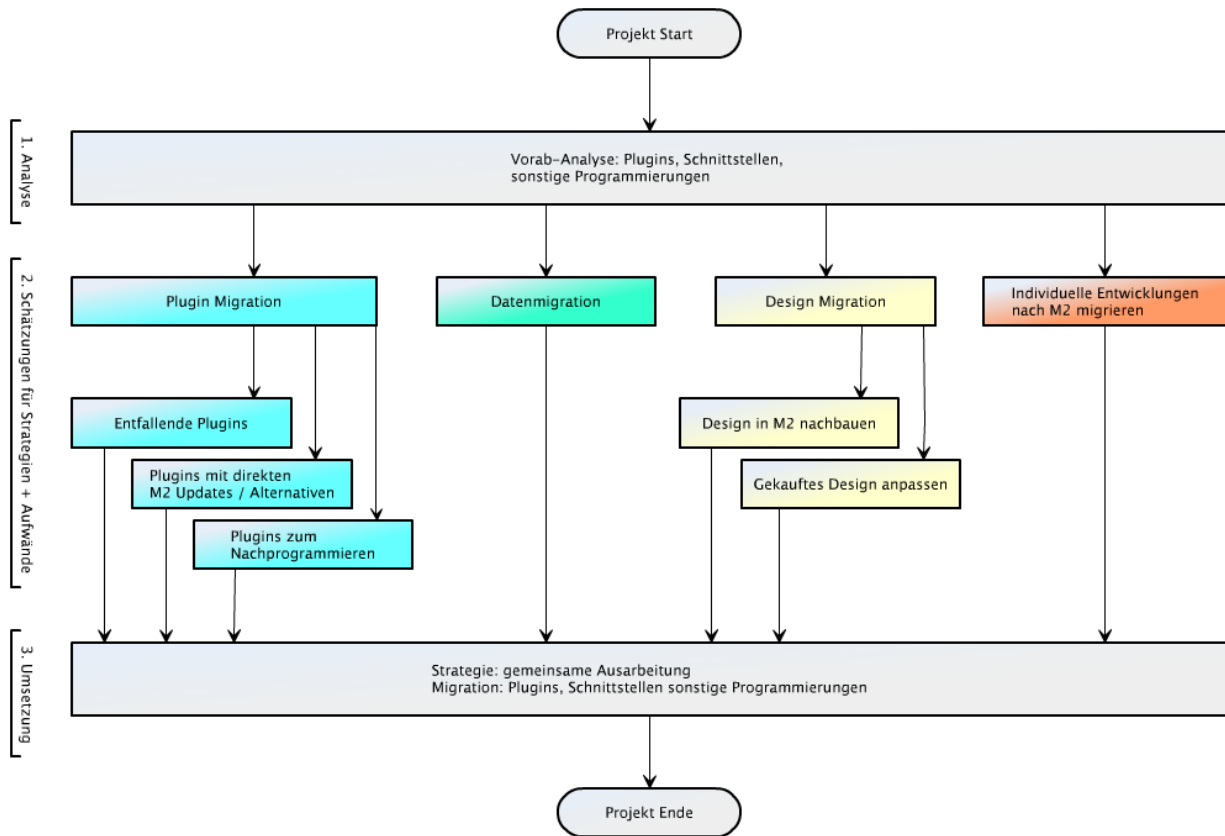 Projekt Start
1. Analyse
Vorab-Analyse: Plugins, Schnittstellen,
sonstige Programmierungen
2. Schätzungen für Strategien + Aufwände
Plugin Migration
Datenmigration
Design Migration
Individuelle Entwicklungen
nach M2 migrieren
Entfallende Plugins
Design in M2 nachbauen
Plugins mit direkten
M2 Updates / Alternativen
Gekauftes Design anpassen
Plugins zum
Nachprogrammieren
3. Umsetzung
Strategie: gemeinsame Ausarbeitung
Migration: Plugins, Schnittstellen sonstige Programmierungen
Projekt Ende